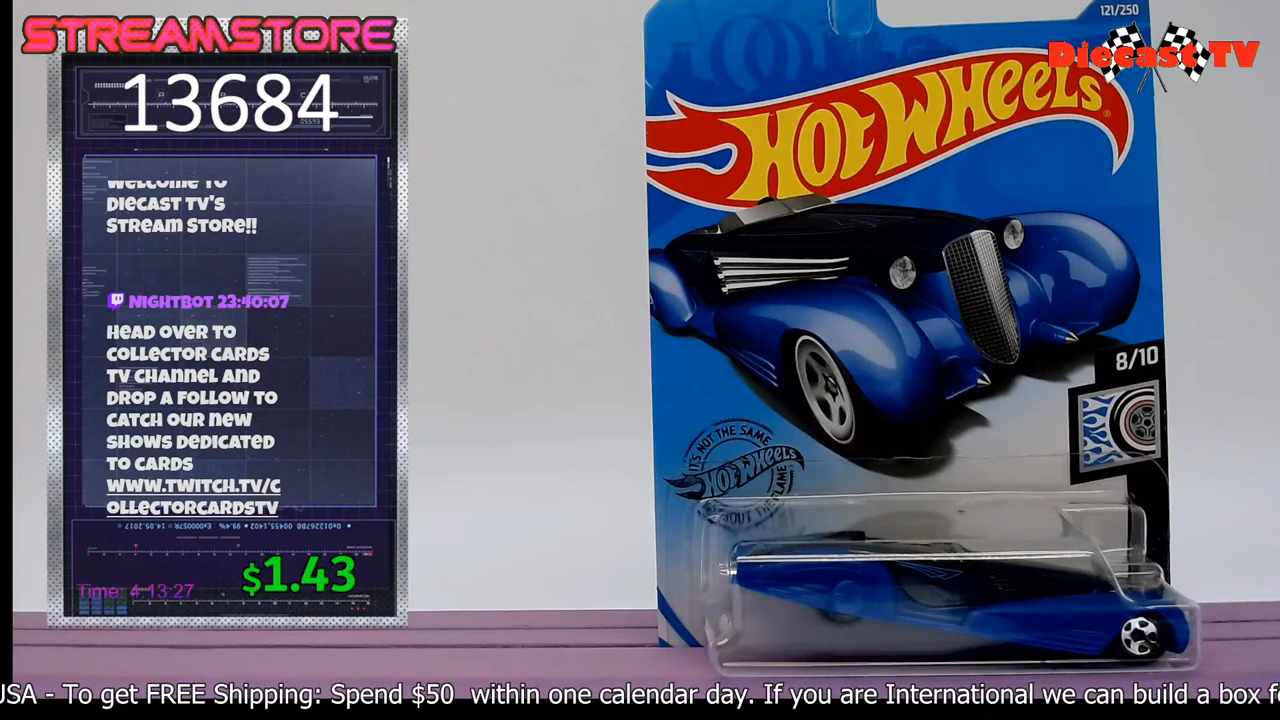 STREAMSTORE
13684
WELCOME TO
DIECAST TV'S
STREAM STORE!!
NIGHTBOT 23:40:07
HEAD OVER TO
COLLECTOR CARDS
TV CHANNEL AND
DROP A FOLLOW TO
CATCH OUR NEW
SHOWS DEDICATED
TO CARDS
WWW.TWITCH.TV/C
OLLECTORCARDSTV
Time: 4:13:27
$1.43
121/250
Diecast TV
HOT WHEELS
8/10
IT'S NOT THE SAME
HOT WHEELS
OUT THE FLAME
USA - To get FREE Shipping: Spend $50 within one calendar day. If you are International we can build a box fo